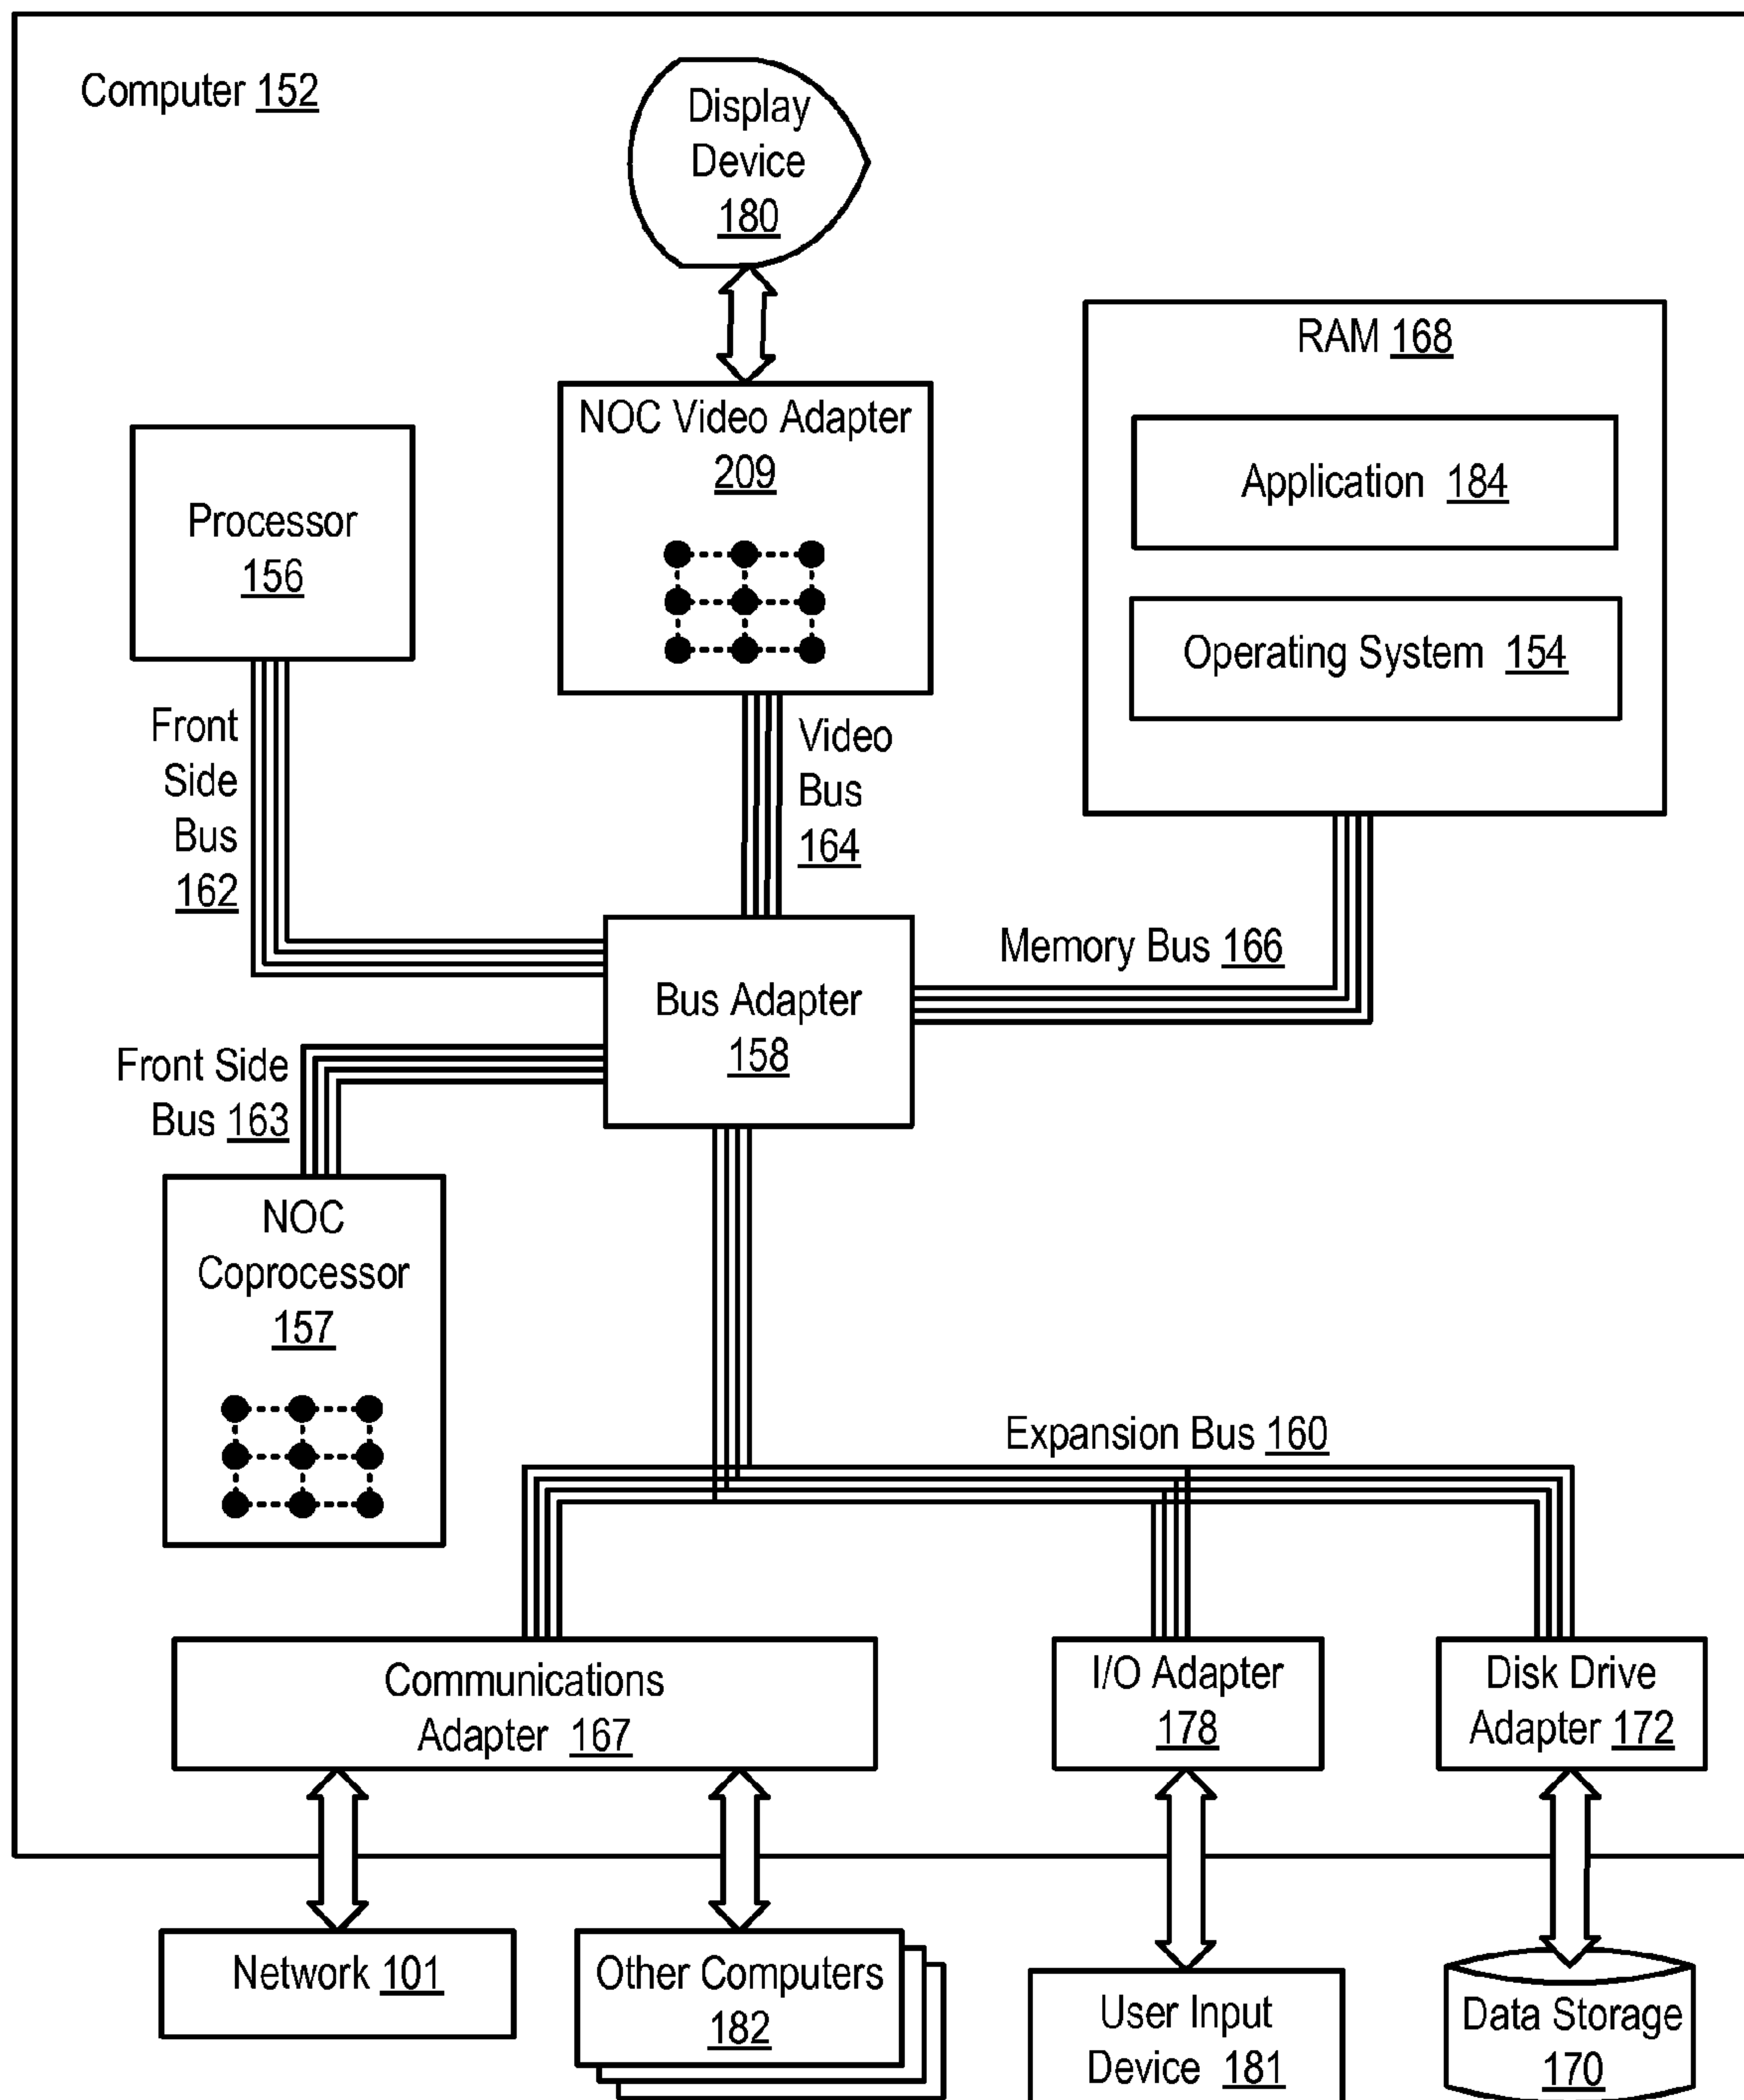 Computer 152
Display
Device
180
NOC Video Adapter
209
RAM 168
Application 184
Operating System 154
Processor
156
Front
Side
Bus
162
Video
Bus
164
Memory Bus 166
Bus Adapter
158
Front Side
Bus 163
NOC
Coprocessor
157
Expansion Bus 160
Communications
Adapter 167
I/O Adapter
178
Disk Drive
Adapter 172
Network 101
Other Computers
182
User Input
Device 181
Data Storage
170